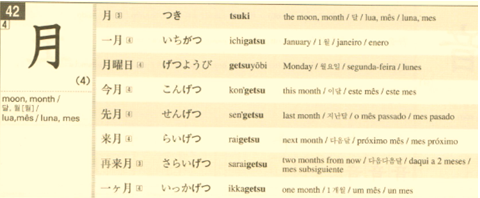 42
4
月
(4)
moon, month /
달, 월[월] /
lua,mês / luna, mes
月 ③ つき tsuki the moon, month / 달 / lua, mês / luna, mes
一月 ④ いちがつ ichigatsu January / 1월 / janeiro / enero
月曜日 ④ げつようび getsuyōbi Monday / 월요일 / segunda-feira / lunes
今月 ④ こんげつ kon'getsu this month / 이달 / este mês / este mes
先月 ④ せんげつ sen'getsu last month / 지난달 / o mês passado / mes pasado
来月 ④ らいげつ raigetsu next month / 다음달 / próximo mês / mes próximo
再来月 ③ さらいげつ saraigetsu two months from now / 다음다음달 / daqui a 2 meses /
mes subsiguiente
一ヶ月 ④ いっかげつ ikkagetsu one month / 1개월 / um mês / un mes